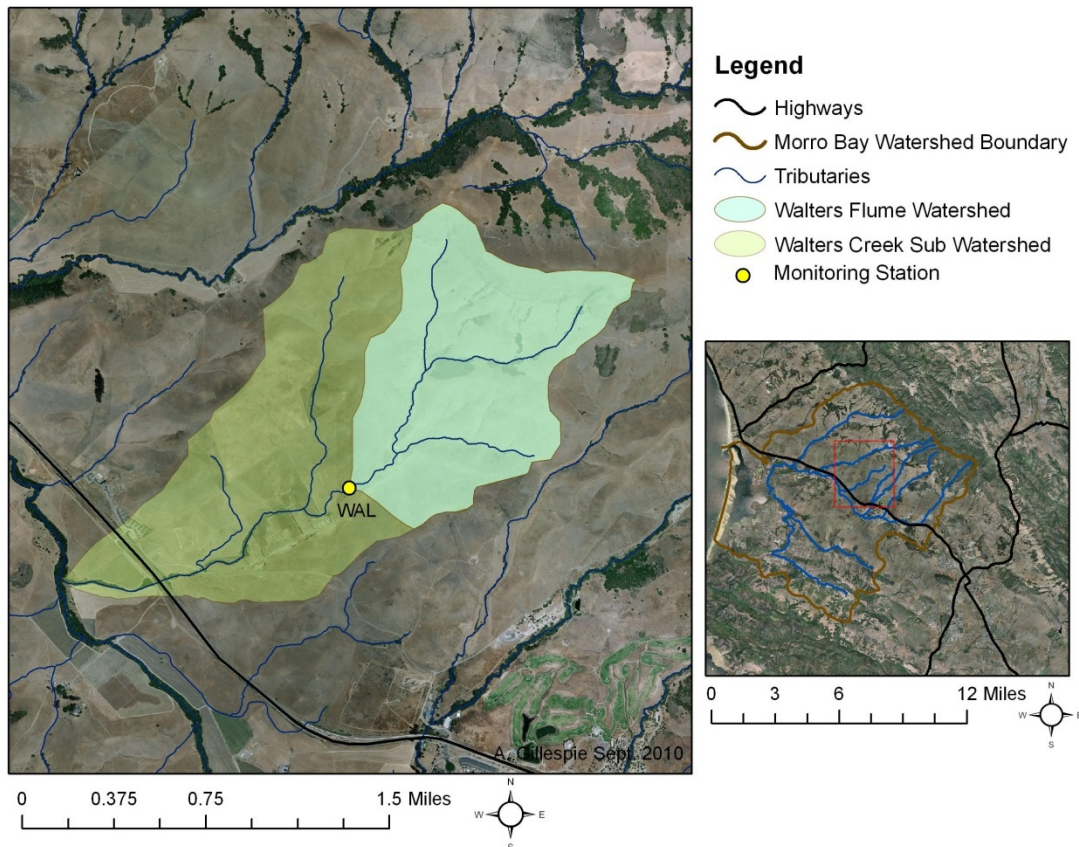 WAL
A. Gillespie Sept. 2010
0 0.375 0.75 1.5 Miles
N
W E
S
Legend
Highways
Morro Bay Watershed Boundary
Tributaries
Walters Flume Watershed
Walters Creek Sub Watershed
Monitoring Station
0 3 6 12 Miles
N
W E
S